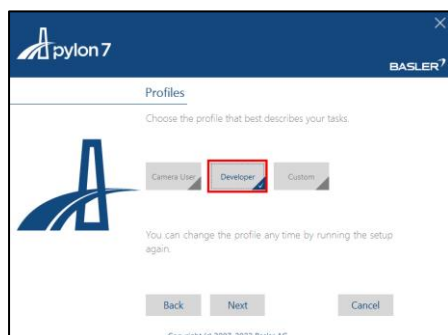 pylon 7
BASLER
Profiles
Choose the profile that best describes your tasks.
Camera User
Developer
Custom
You can change the profile any time by running the setup
again.
Back
Next
Cancel